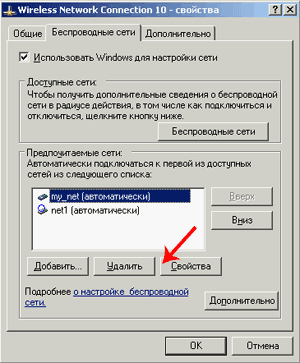 Wireless Network Connection 10 - свойства
Общие
Беспроводные сети
Дополнительно
Использовать Windows для настройки сети
Доступные сети:
Чтобы получить дополнительные сведения о беспроводной
сети в радиусе действия, в том числе как подключиться и
отключиться, щелкните кнопку ниже.
Беспроводные сети
Предпочитаемые сети:
Автоматически подключаться к первой из доступных
сетей из следующего списка:
my_net (автоматически)
net1 (автоматически)
Вверх
Вниз
Добавить...
Удалить
Свойства
Подробнее о настройке беспроводной
сети.
Дополнительно
OK
Отмена